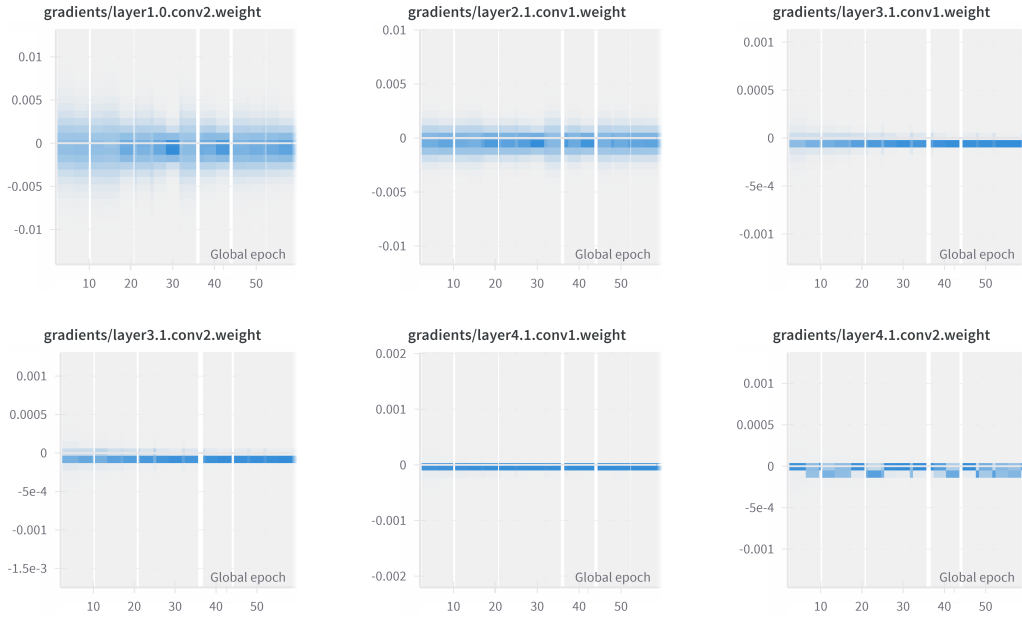 gradients/layer1.0.conv2.weight
0.01
0.005
0
-0.005
-0.01
Global epoch
10 20 30 40 50
gradients/layer2.1.conv1.weight
0.01
0.005
0
-0.005
-0.01
Global epoch
10 20 30 40 50
gradients/layer3.1.conv1.weight
0.001
0.0005
0
-5e-4
-0.001
Global epoch
10 20 30 40 50
gradients/layer3.1.conv2.weight
0.001
0.0005
0
-5e-4
-0.001
-1.5e-3
Global epoch
10 20 30 40 50
gradients/layer4.1.conv1.weight
0.002
0.001
0
-0.001
-0.002
Global epoch
10 20 30 40 50
gradients/layer4.1.conv2.weight
0.001
0.0005
0
-5e-4
-0.001
Global epoch
10 20 30 40 50